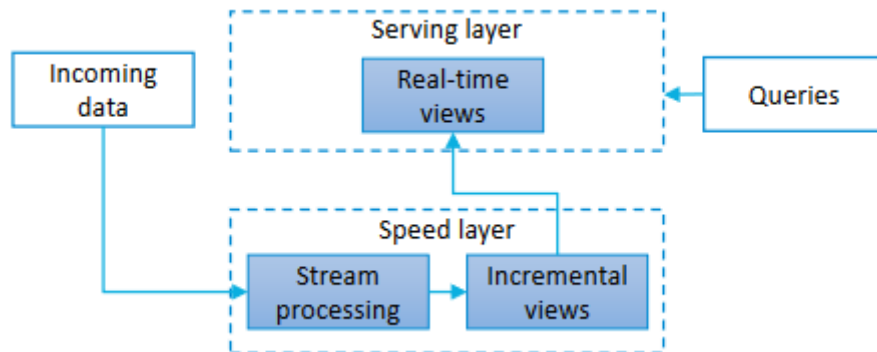 Serving layer
Incoming
data
Real-time
views
Queries
Speed layer
Stream
processing
Incremental
views